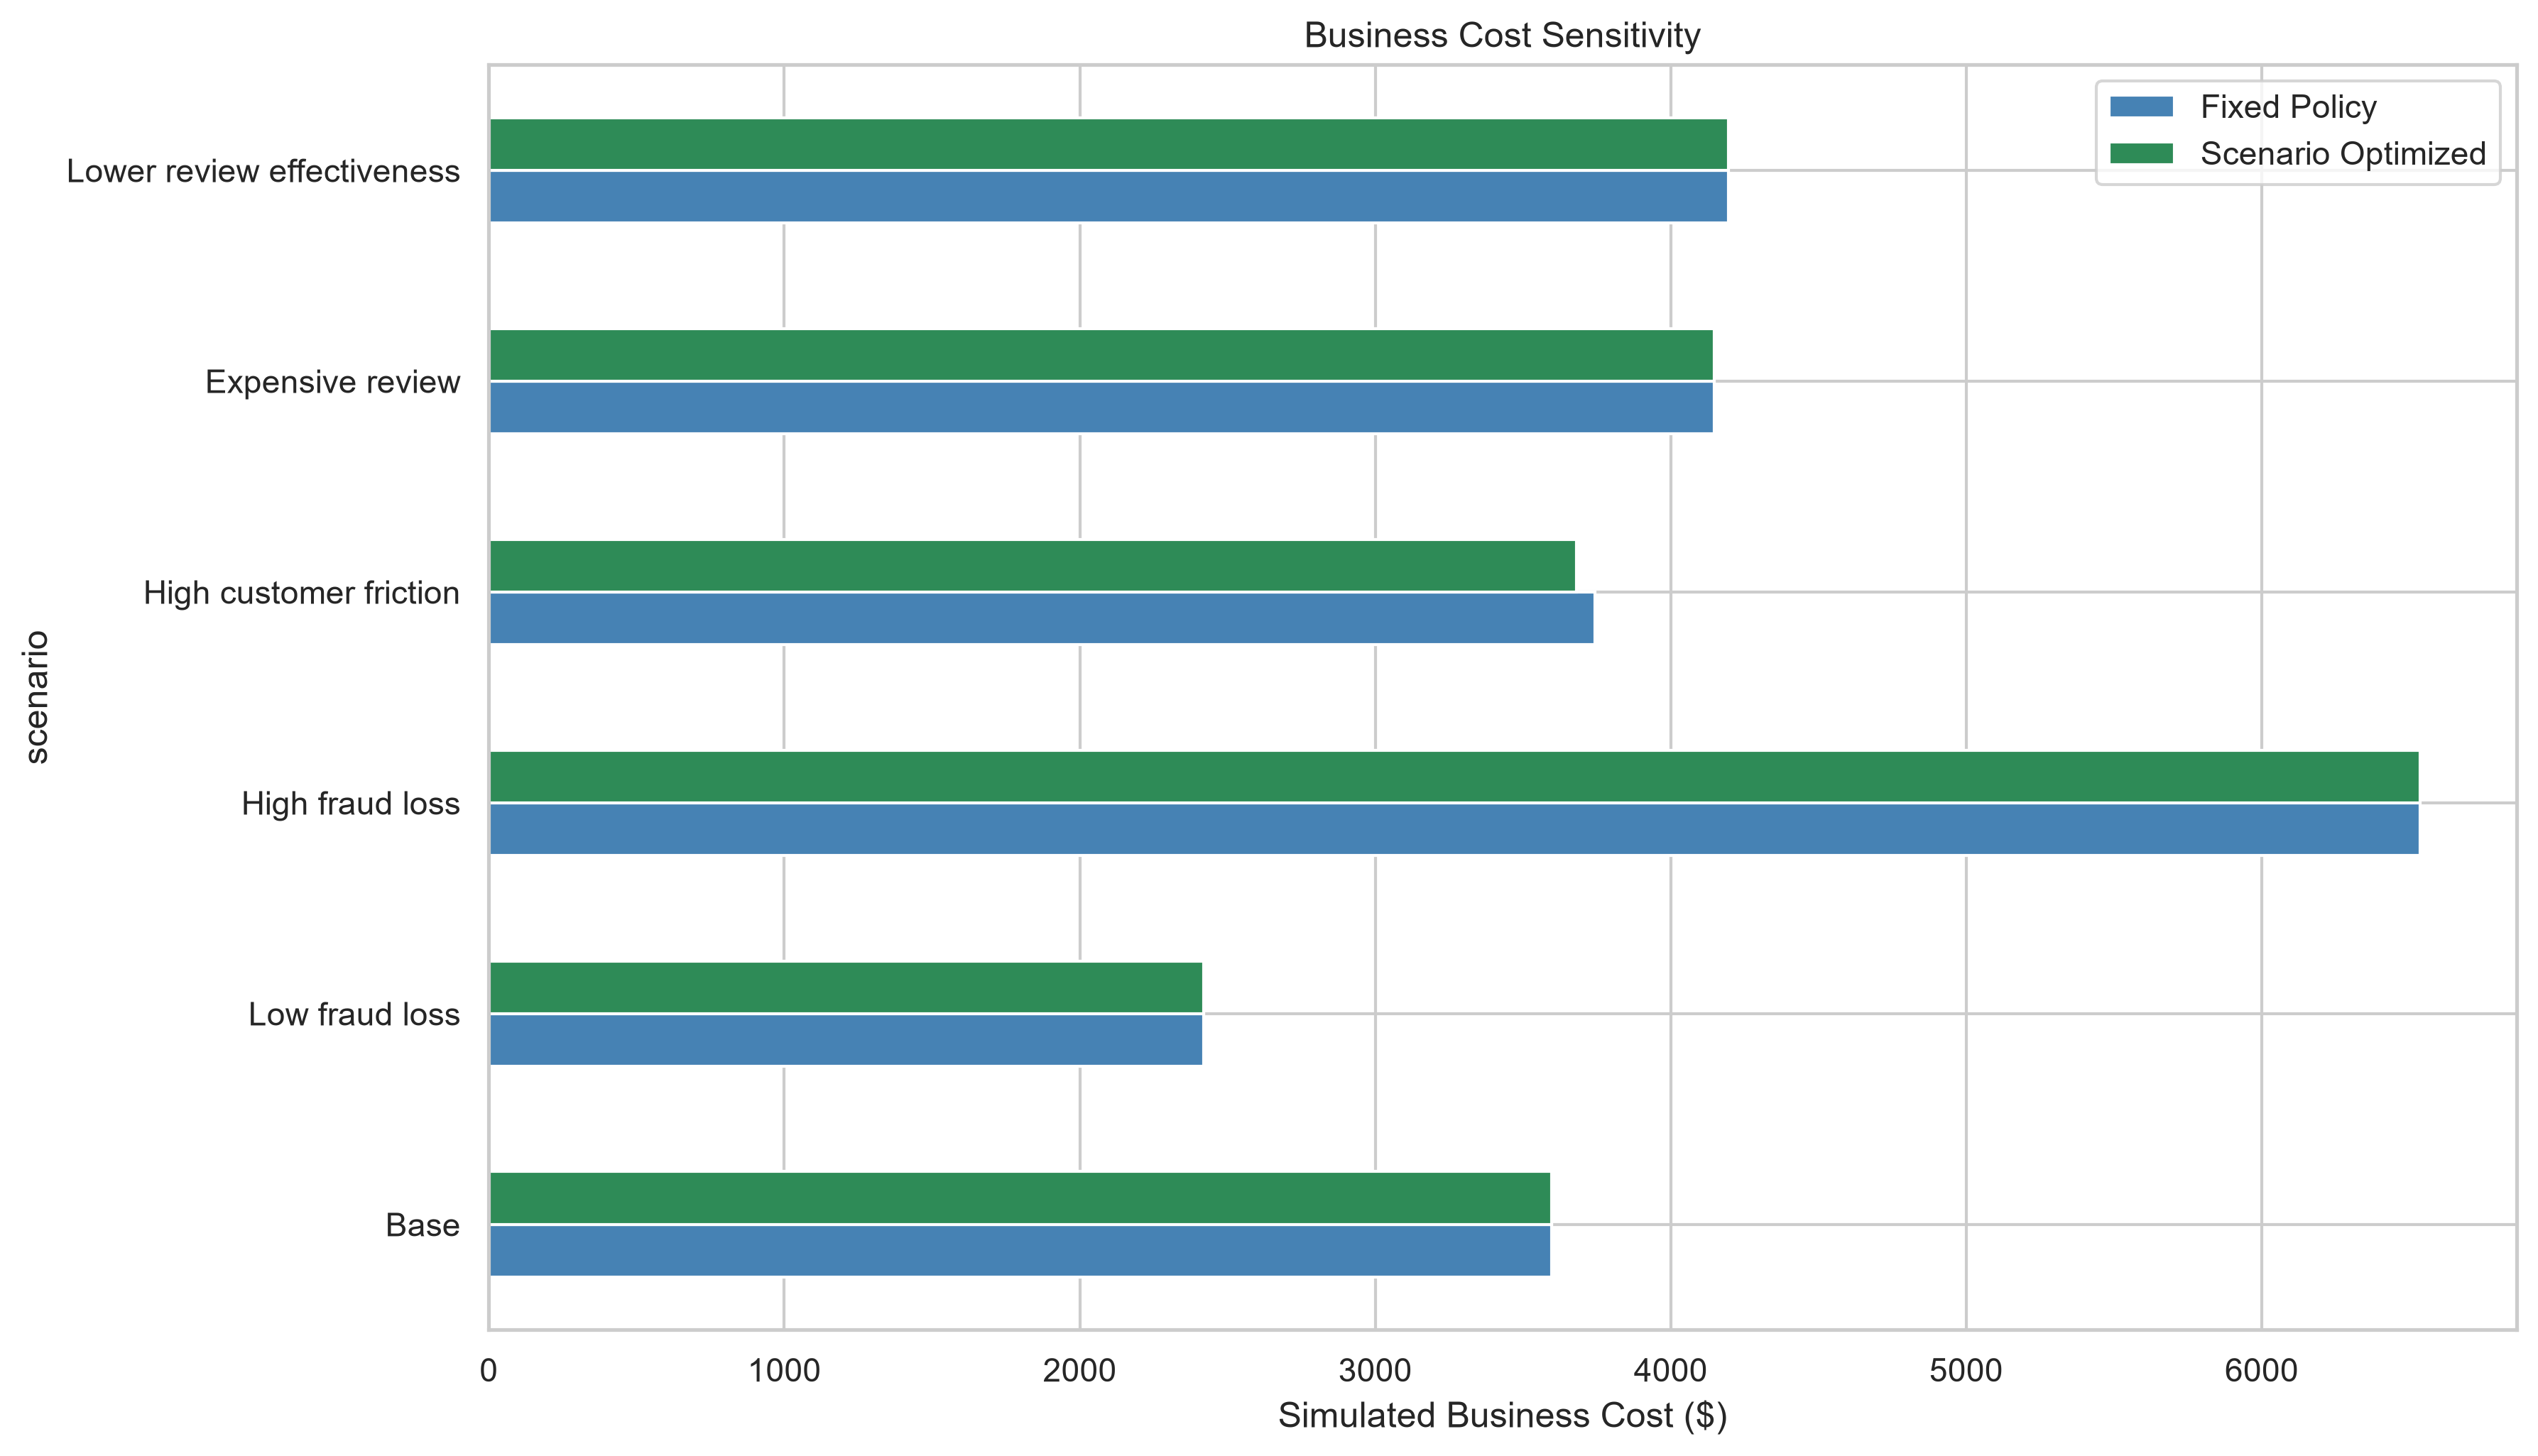 Business Cost Sensitivity
Fixed Policy
Scenario Optimized
Lower review effectiveness
Expensive review
High customer friction
High fraud loss
Low fraud loss
Base
scenario
0 1000 2000 3000 4000 5000 6000
Simulated Business Cost ($)